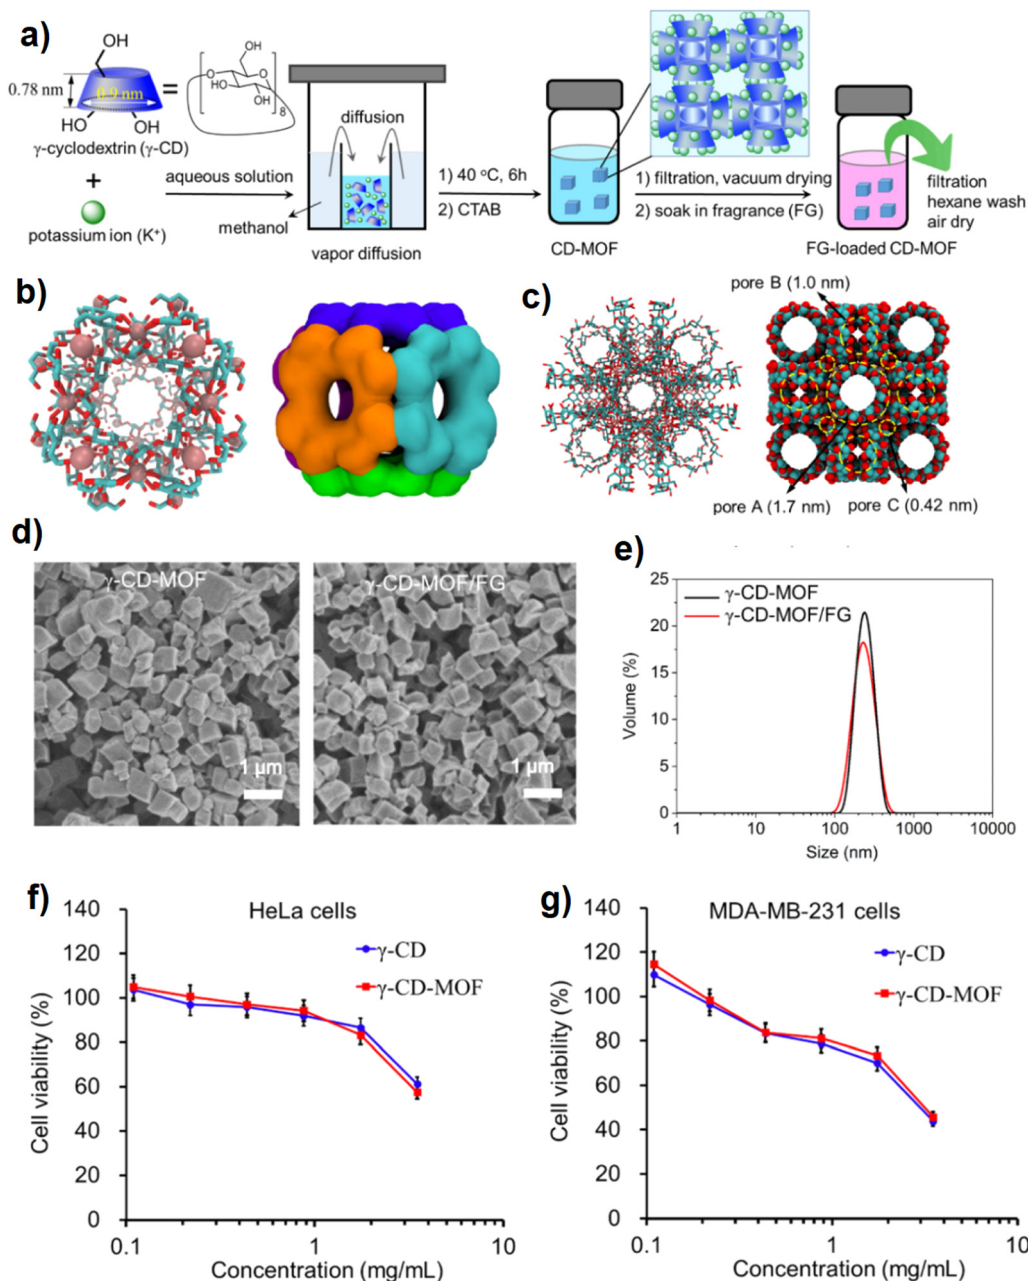 a)
OH
0.78 nm
0.9 nm
HO
OH
=
OH
O
HO
OH
O
8
γ-cyclodextrin (γ-CD)
+
potassium ion (K⁺)
aqueous solution
methanol
diffusion
vapor diffusion
1) 40 °C, 6h
2) CTAB
CD-MOF
1) filtration, vacuum drying
2) soak in fragrance (FG)
FG-loaded CD-MOF
filtration
hexane wash
air dry
b)
c)
pore B (1.0 nm)
pore A (1.7 nm)
pore C (0.42 nm)
d)
γ-CD-MOF
1 μm
γ-CD-MOF/FG
1 μm
e)
γ-CD-MOF
γ-CD-MOF/FG
Volume (%)
25
20
15
10
5
0
1
10
100
1000
10000
Size (nm)
f)
HeLa cells
γ-CD
γ-CD-MOF
Cell viability (%)
140
120
100
80
60
40
20
0
0.1
1
10
Concentration (mg/mL)
g)
MDA-MB-231 cells
γ-CD
γ-CD-MOF
Cell viability (%)
140
120
100
80
60
40
20
0
0.1
1
10
Concentration (mg/mL)